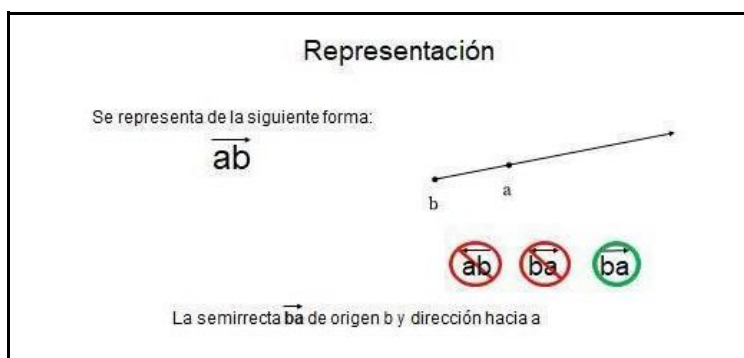 Representación
Se representa de la siguiente forma:
ab
b
a
ab ba ba
La semirrecta ba de origen b y dirección hacia a